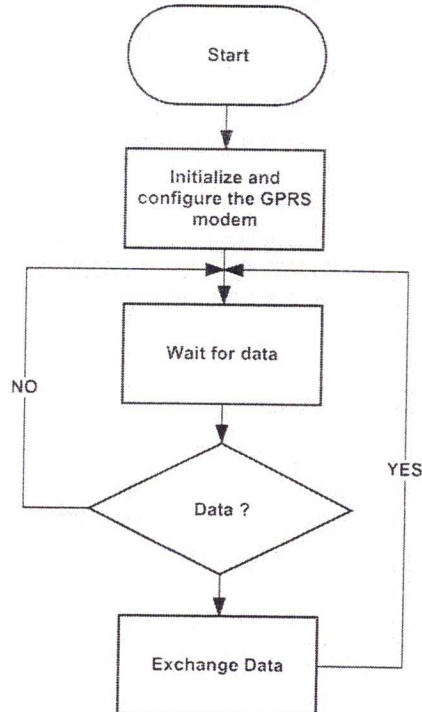 Start
Initialize and
configure the GPRS
modem
Wait for data
NO
YES
Data ?
Exchange Data